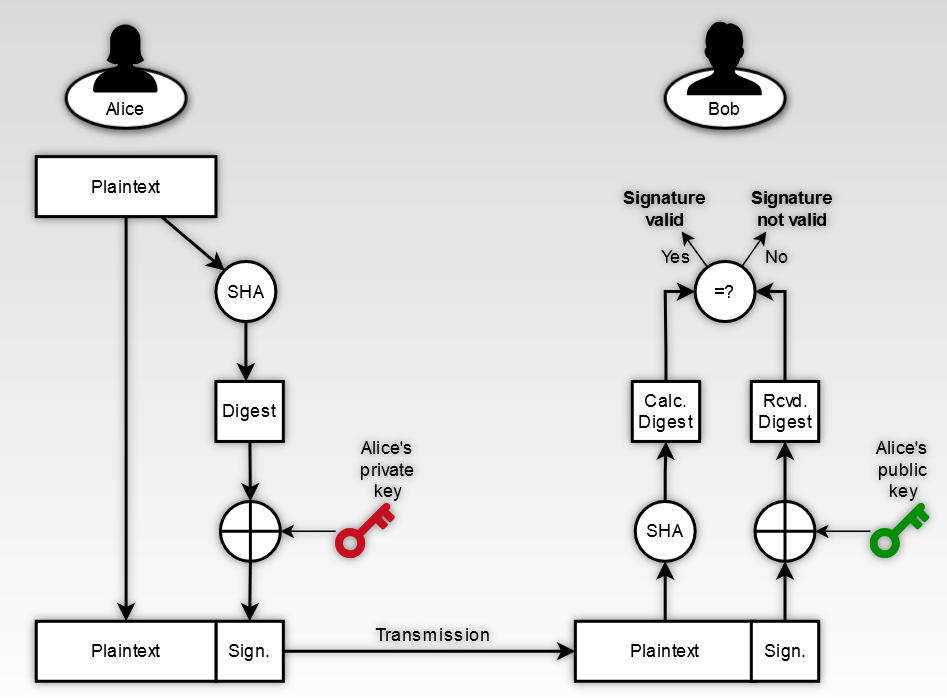 Alice
Bob
Plaintext
SHA
Digest
Alice's
private
key
Plaintext
Sign.
Transmission
Signature
valid
Signature
not valid
Yes
No
=?
Calc.
Digest
Rcvd.
Digest
SHA
Alice's
public
key
Plaintext
Sign.